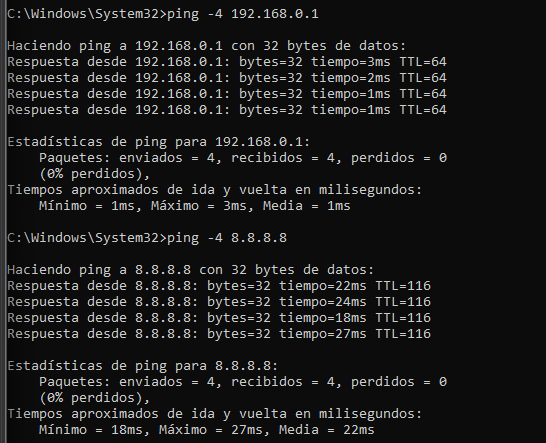 C:\Windows\System32>ping -4 192.168.0.1
Haciendo ping a 192.168.0.1 con 32 bytes de datos:
Respuesta desde 192.168.0.1: bytes=32 tiempo=3ms TTL=64
Respuesta desde 192.168.0.1: bytes=32 tiempo=2ms TTL=64
Respuesta desde 192.168.0.1: bytes=32 tiempo=1ms TTL=64
Respuesta desde 192.168.0.1: bytes=32 tiempo=1ms TTL=64
Estadísticas de ping para 192.168.0.1:
Paquetes: enviados = 4, recibidos = 4, perdidos = 0
(0% perdidos),
Tiempos aproximados de ida y vuelta en milisegundos:
Mínimo = 1ms, Máximo = 3ms, Media = 1ms
C:\Windows\System32>ping -4 8.8.8.8
Haciendo ping a 8.8.8.8 con 32 bytes de datos:
Respuesta desde 8.8.8.8: bytes=32 tiempo=22ms TTL=116
Respuesta desde 8.8.8.8: bytes=32 tiempo=24ms TTL=116
Respuesta desde 8.8.8.8: bytes=32 tiempo=18ms TTL=116
Respuesta desde 8.8.8.8: bytes=32 tiempo=27ms TTL=116
Estadísticas de ping para 8.8.8.8:
Paquetes: enviados = 4, recibidos = 4, perdidos = 0
(0% perdidos),
Tiempos aproximados de ida y vuelta en milisegundos:
Mínimo = 18ms, Máximo = 27ms, Media = 22ms